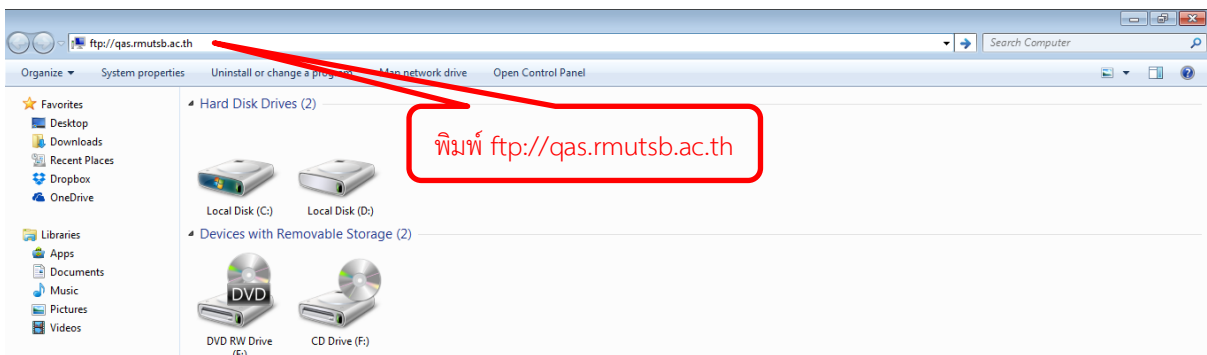 ftp://qas.rmutsb.ac.th
Search Computer
Organize System properties Uninstall or change a program Map network drive Open Control Panel
Favorites
Desktop
Downloads
Recent Places
Dropbox
OneDrive
Libraries
Apps
Documents
Music
Pictures
Videos
Hard Disk Drives (2)
พิมพ์ ftp://qas.rmutsb.ac.th
Local Disk (C:) Local Disk (D:)
Devices with Removable Storage (2)
DVD
DVD RW Drive CD Drive (F:)